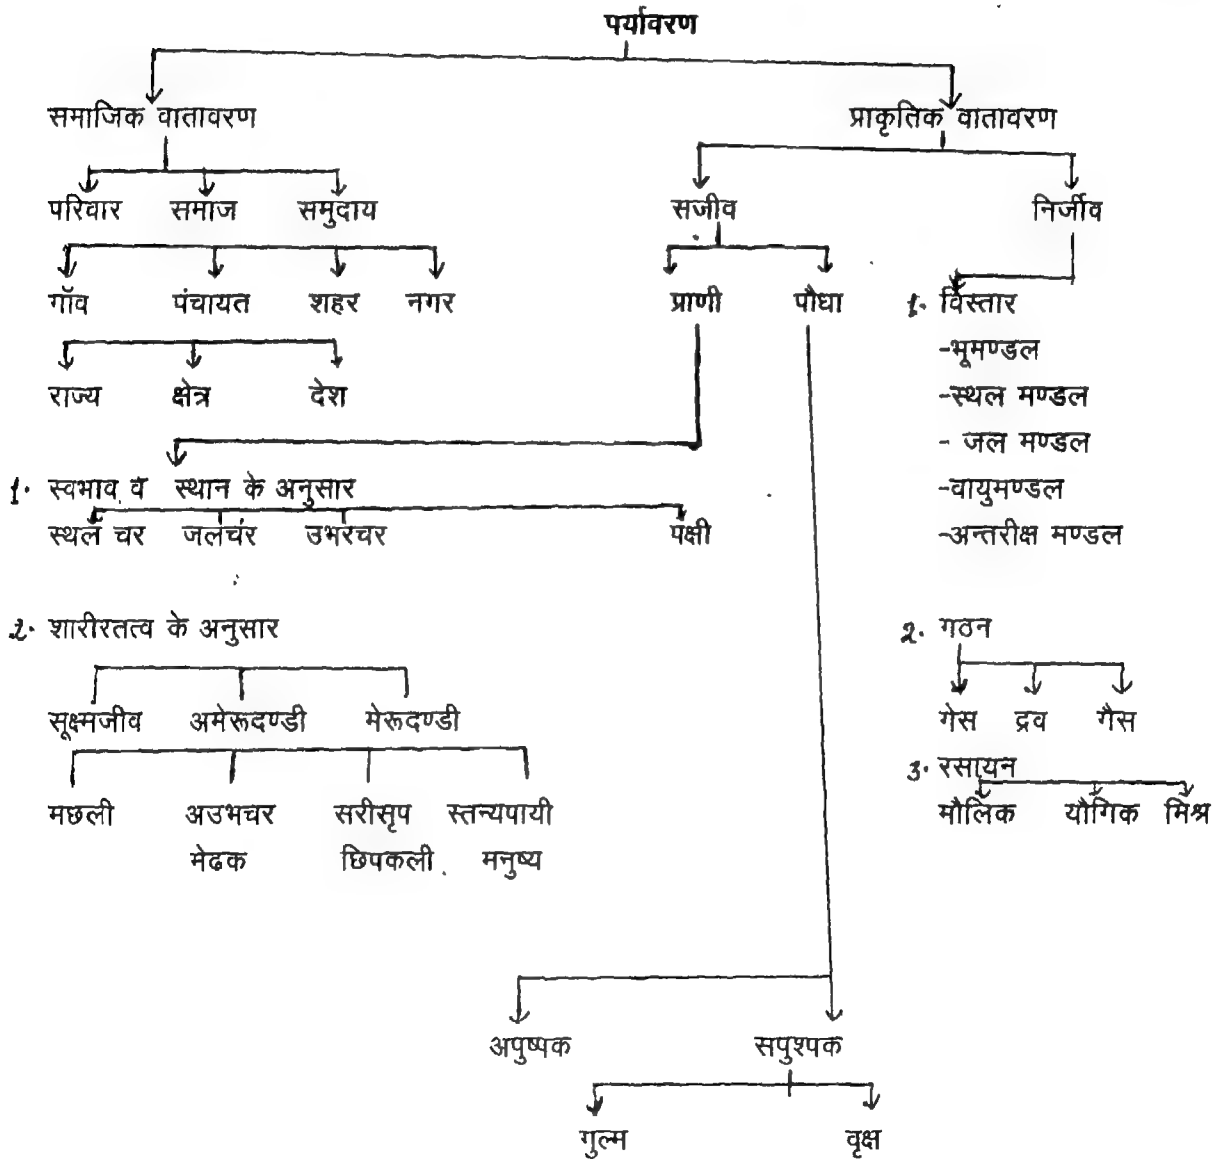 पर्यावरण
समाजिक वातावरण प्राकृतिक वातावरण
परिवार समाज समुदाय सजीव निर्जीव
गॉव पंचायत शहर नगर प्राणी पौधा 1. विस्तार
-भूमण्डल
राज्य क्षेत्र देश -स्थल मण्डल
- जल मण्डल
1. स्वभाव व स्थान के अनुसार -वायुमण्डल
स्थल चर जलचर उभरचर पक्षी -अन्तरीक्ष मण्डल
2. शारीरतत्व के अनुसार 2. गठन
सूक्ष्मजीव अमेरूदण्डी मेरूदण्डी गेस द्रव गैस
3. रसायन
मछली अउभचर सरीसृप स्तन्यपायी मौलिक यौगिक मिश्र
मेढक छिपकली मनुष्य
अपुष्पक सपुश्पक
गुल्म वृक्ष